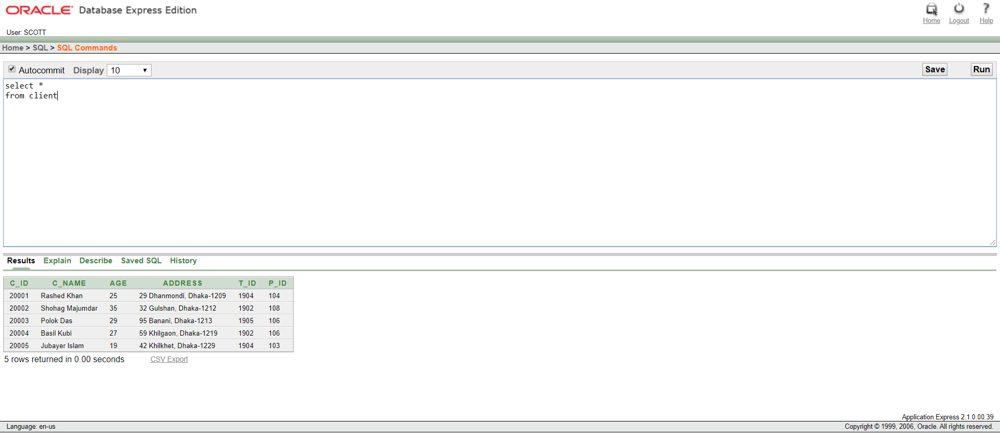 ORACLE Database Express Edition
Home Logout Help
User: SCOTT
Home > SQL > SQL Commands
Autocommit Display 10 Save Run
select *
from client
Results Explain Describe Saved SQL History
C_ID C_NAME AGE ADDRESS T_ID P_ID
20001 Rashed Khan 25 29 Dhanmondi, Dhaka-1209 1904 104
20002 Shohag Majumdar 35 32 Gulshan, Dhaka-1212 1902 108
20003 Polok Das 29 95 Banani, Dhaka-1213 1905 106
20004 Basil Kubi 27 59 Khilgaon, Dhaka-1219 1902 106
20005 Jubayer Islam 19 42 Khilkhet, Dhaka-1229 1904 103
5 rows returned in 0.00 seconds CSV Export
Application Express 2.1.0.00.39
Language: en-us Copyright © 1999, 2006, Oracle. All rights reserved.